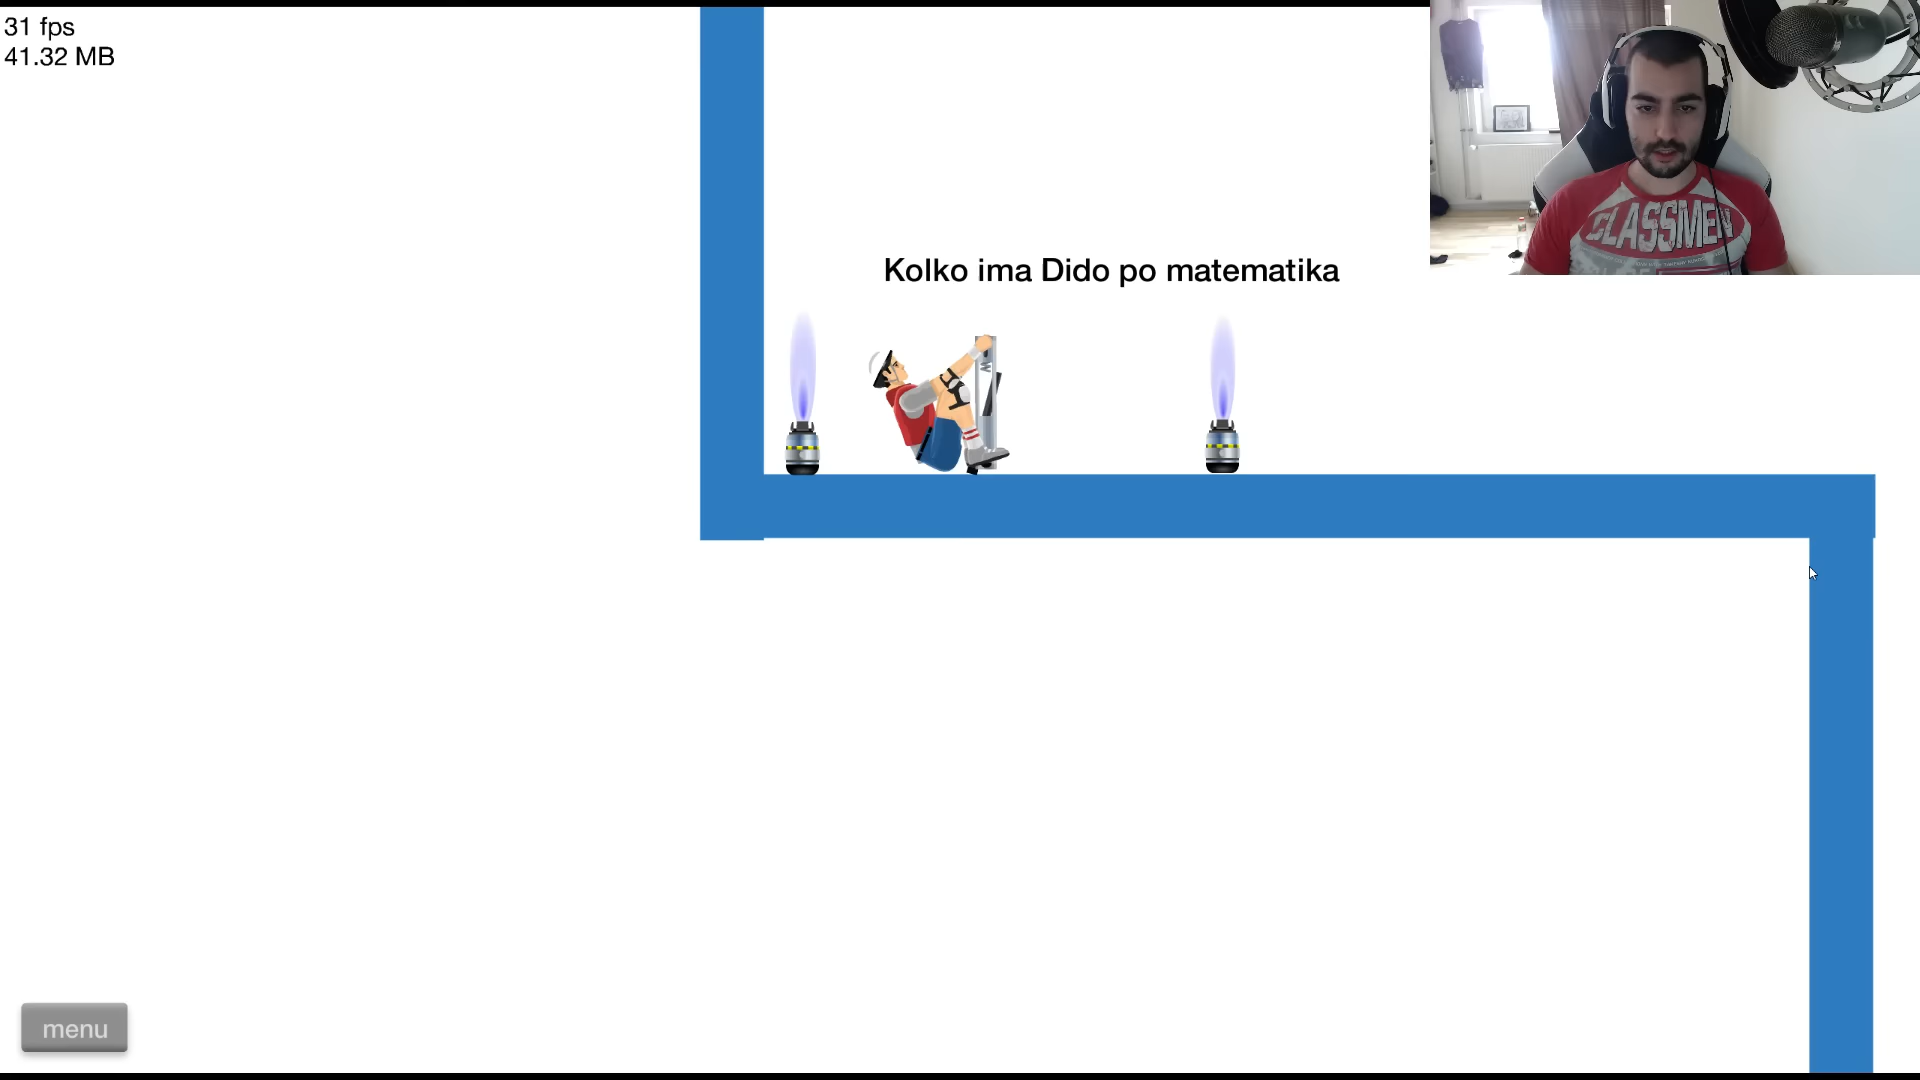 31 fps
41.32 MB
Kolko ima Dido po matematika
CLASSMEN
menu